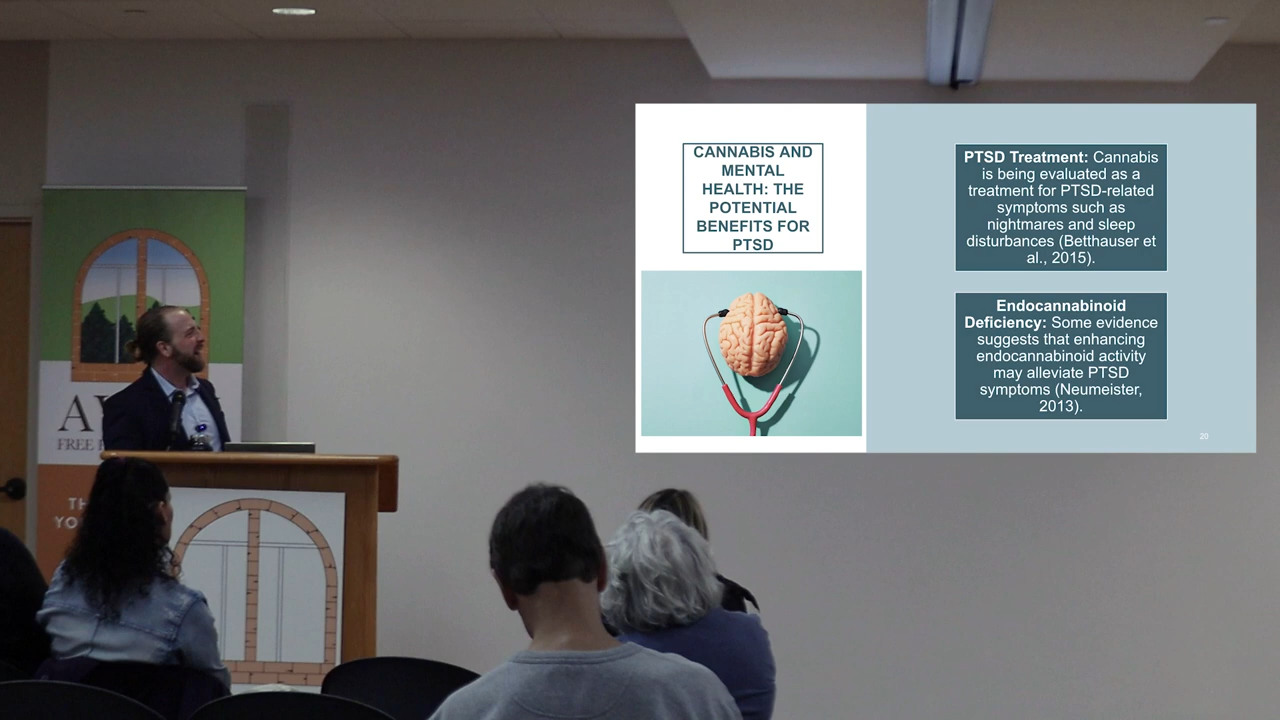 CANNABIS AND
MENTAL
HEALTH: THE
POTENTIAL
BENEFITS FOR
PTSD
PTSD Treatment: Cannabis
is being evaluated as a
treatment for PTSD-related
symptoms such as
nightmares and sleep
disturbances (Betthauser et
al., 2015).
Endocannabinoid
Deficiency: Some evidence
suggests that enhancing
endocannabinoid activity
may alleviate PTSD
symptoms (Neumeister,
2013).
20
FREE